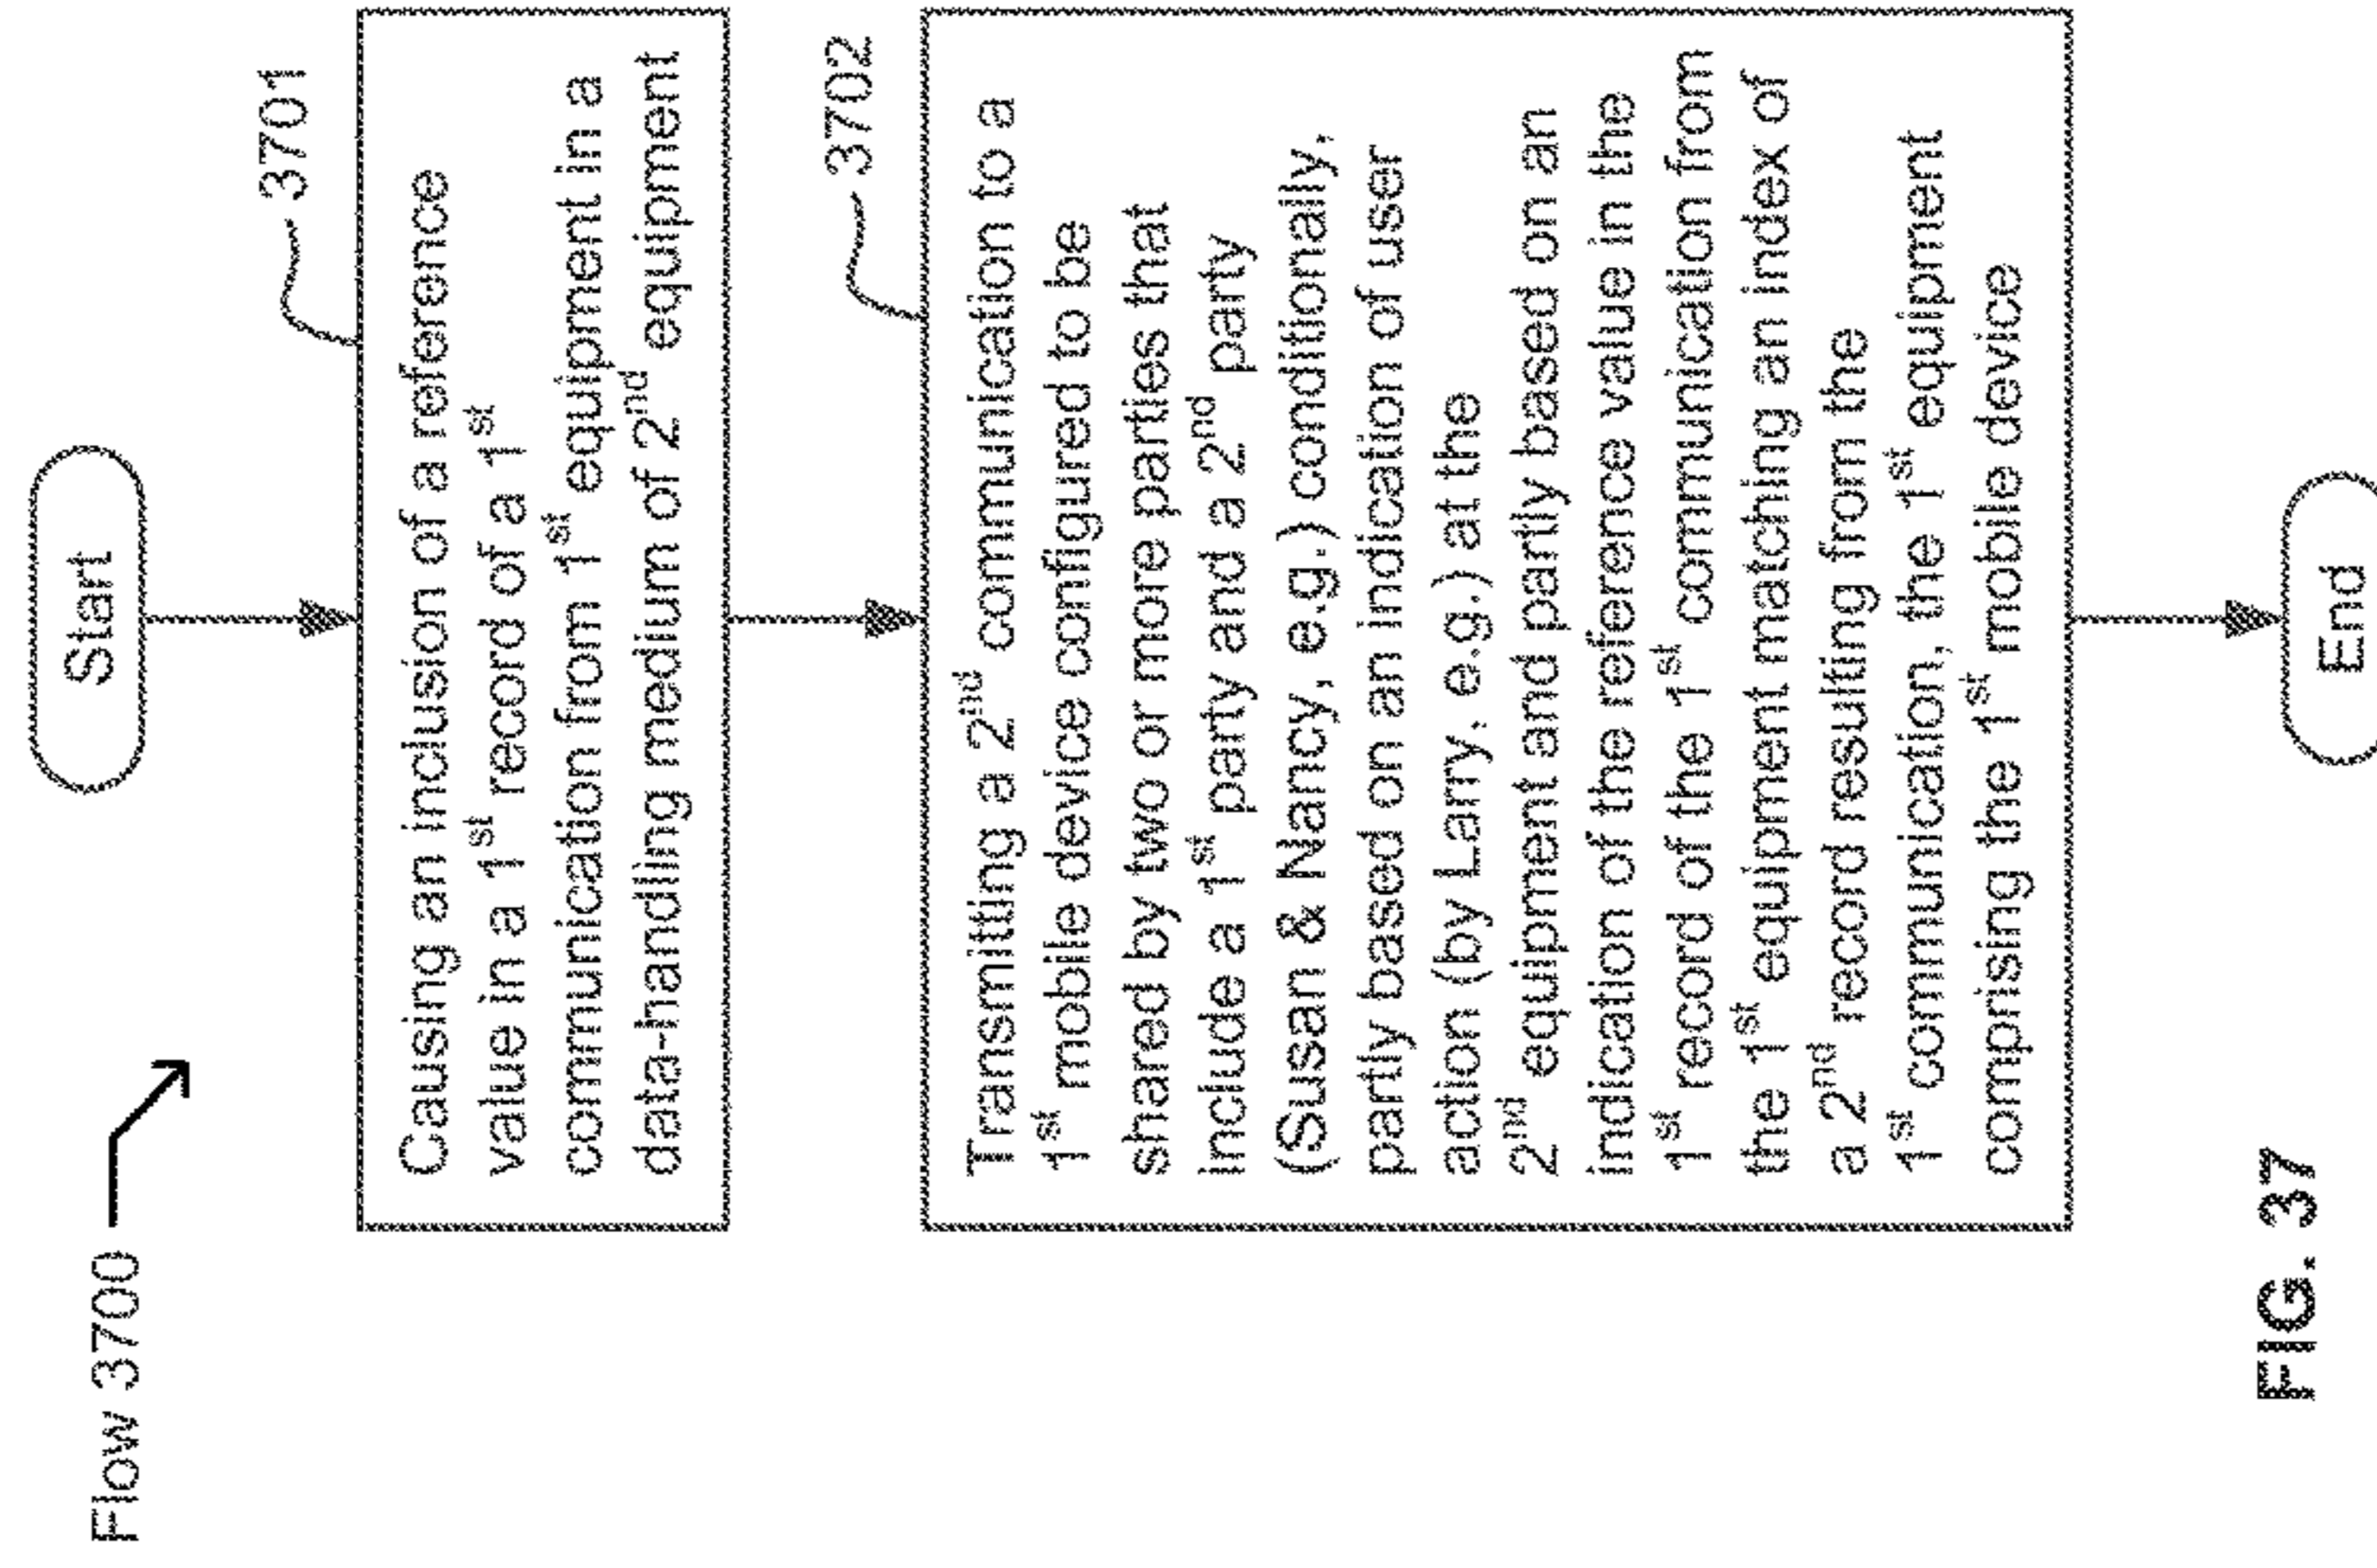 Flow 3700
Start
3701
Causing an inclusion of a reference
value in a 1st record of a 1st
communication from 1st equipment in a
data-handling medium of 2nd equipment
3702
Transmitting a 2nd communication to a
1st mobile device configured to be
shared by two or more parties that
include a 1st party and a 2nd party
(Susan & Nancy, e.g.) conditionally,
partly based on an indication of user
action (by Larry, e.g.) at the
2nd equipment and partly based on an
indication of the reference value in the
1st record of the 1st communication from
the 1st equipment matching an index of
a 2nd record resulting from the
1st communication, the 1st equipment
comprising the 1st mobile device
End
FIG. 37